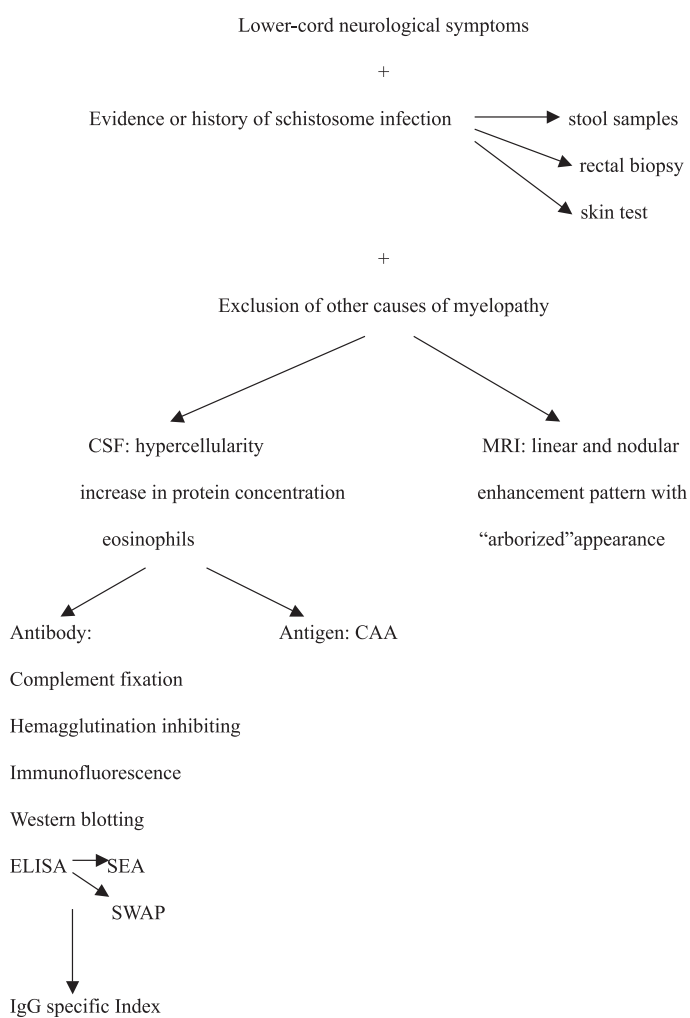 Lower-cord neurological symptoms
+
Evidence or history of schistosome infection
stool samples
rectal biopsy
skin test
+
Exclusion of other causes of myelopathy
CSF: hypercellularity
increase in protein concentration
eosinophils
MRI: linear and nodular
enhancement pattern with
“arborized”appearance
Antibody:
Complement fixation
Hemagglutination inhibiting
Immunofluorescence
Western blotting
ELISA
SEA
SWAP
IgG specific Index
Antigen: CAA